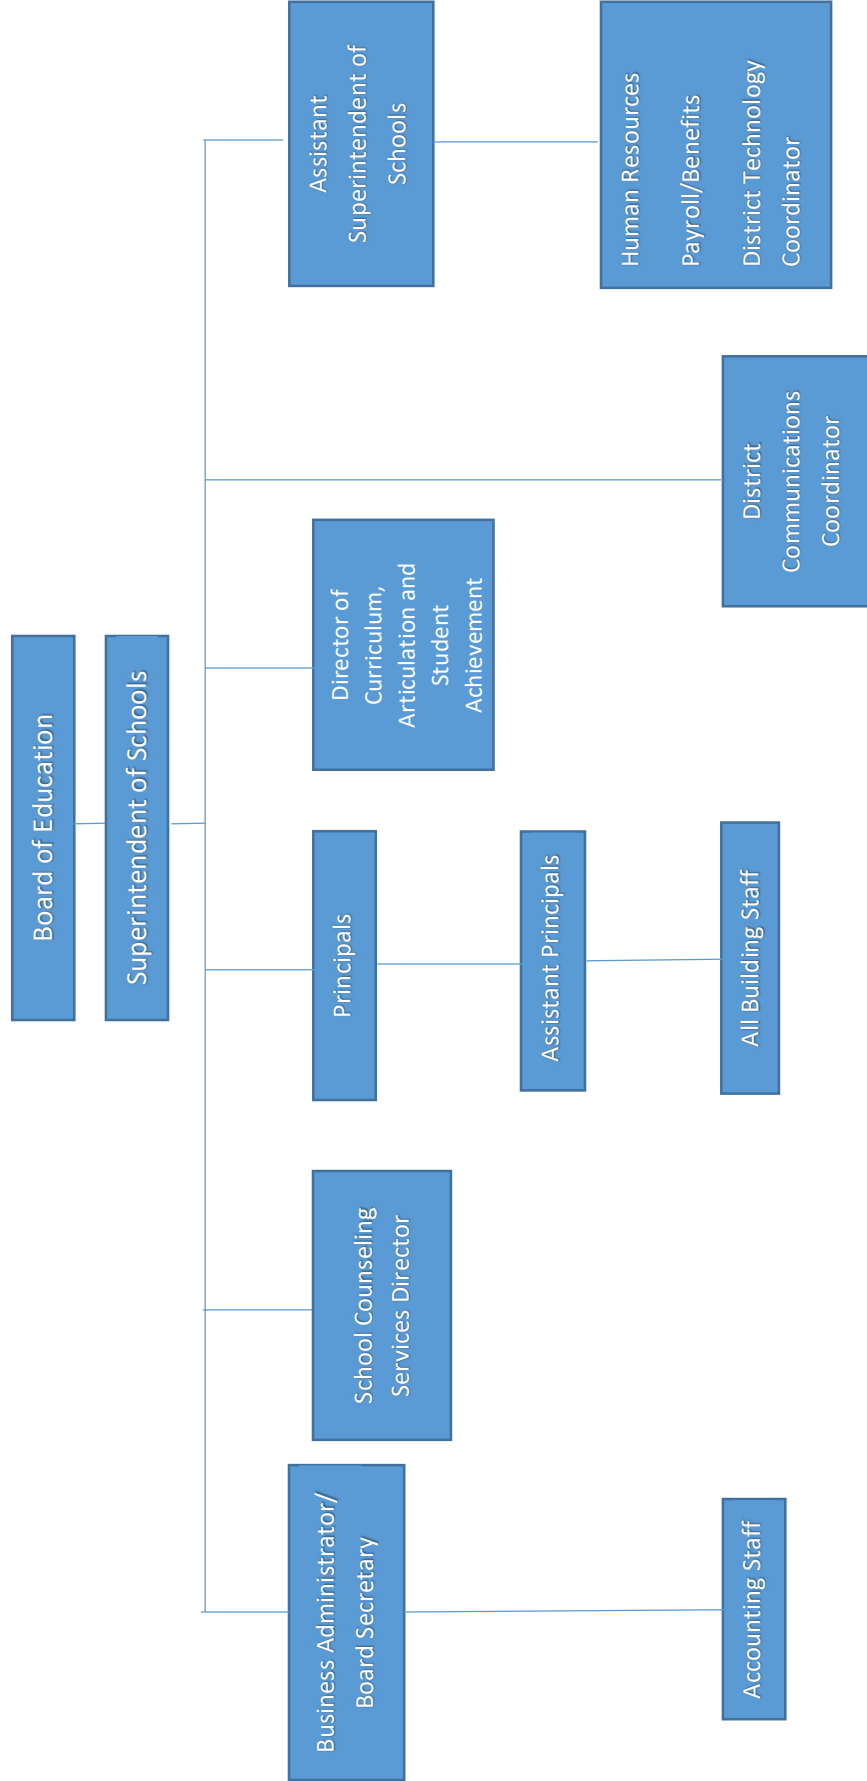 Board of Education
Superintendent of Schools
Business Administrator/
Board Secretary
School Counseling
Services Director
Principals
Director of
Curriculum,
Articulation and
Student
Achievement
Assistant
Superintendent of
Schools
Assistant Principals
Human Resources
Payroll/Benefits
District Technology
Coordinator
Accounting Staff
All Building Staff
District
Communications
Coordinator